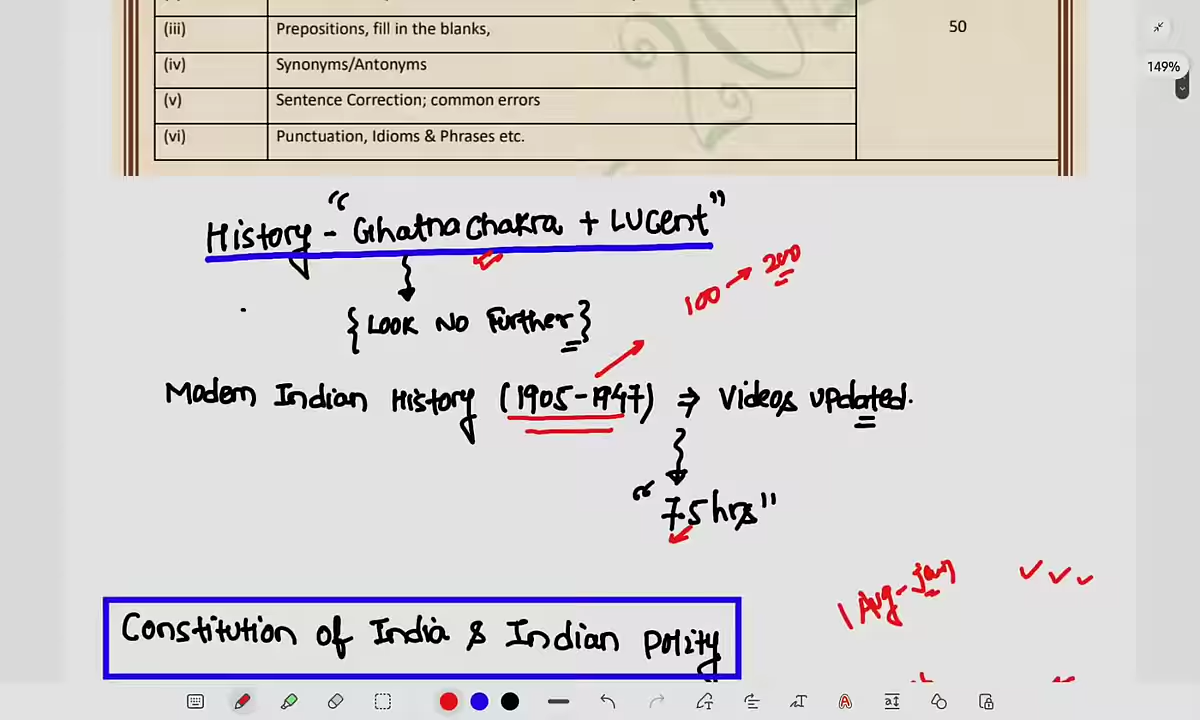 (iii) Prepositions, fill in the blanks, 50
(iv) Synonyms/Antonyms
(v) Sentence Correction; common errors
(vi) Punctuation, Idioms & Phrases etc.
149%
History - "Ghatna Chakra + Lucent"
100 → 200
{Look No Further}
Modern Indian History (1905-1947) ⇒ Videos updated.
"7.5 hrs"
1 Aug - Jan
Constitution of India & Indian Polity